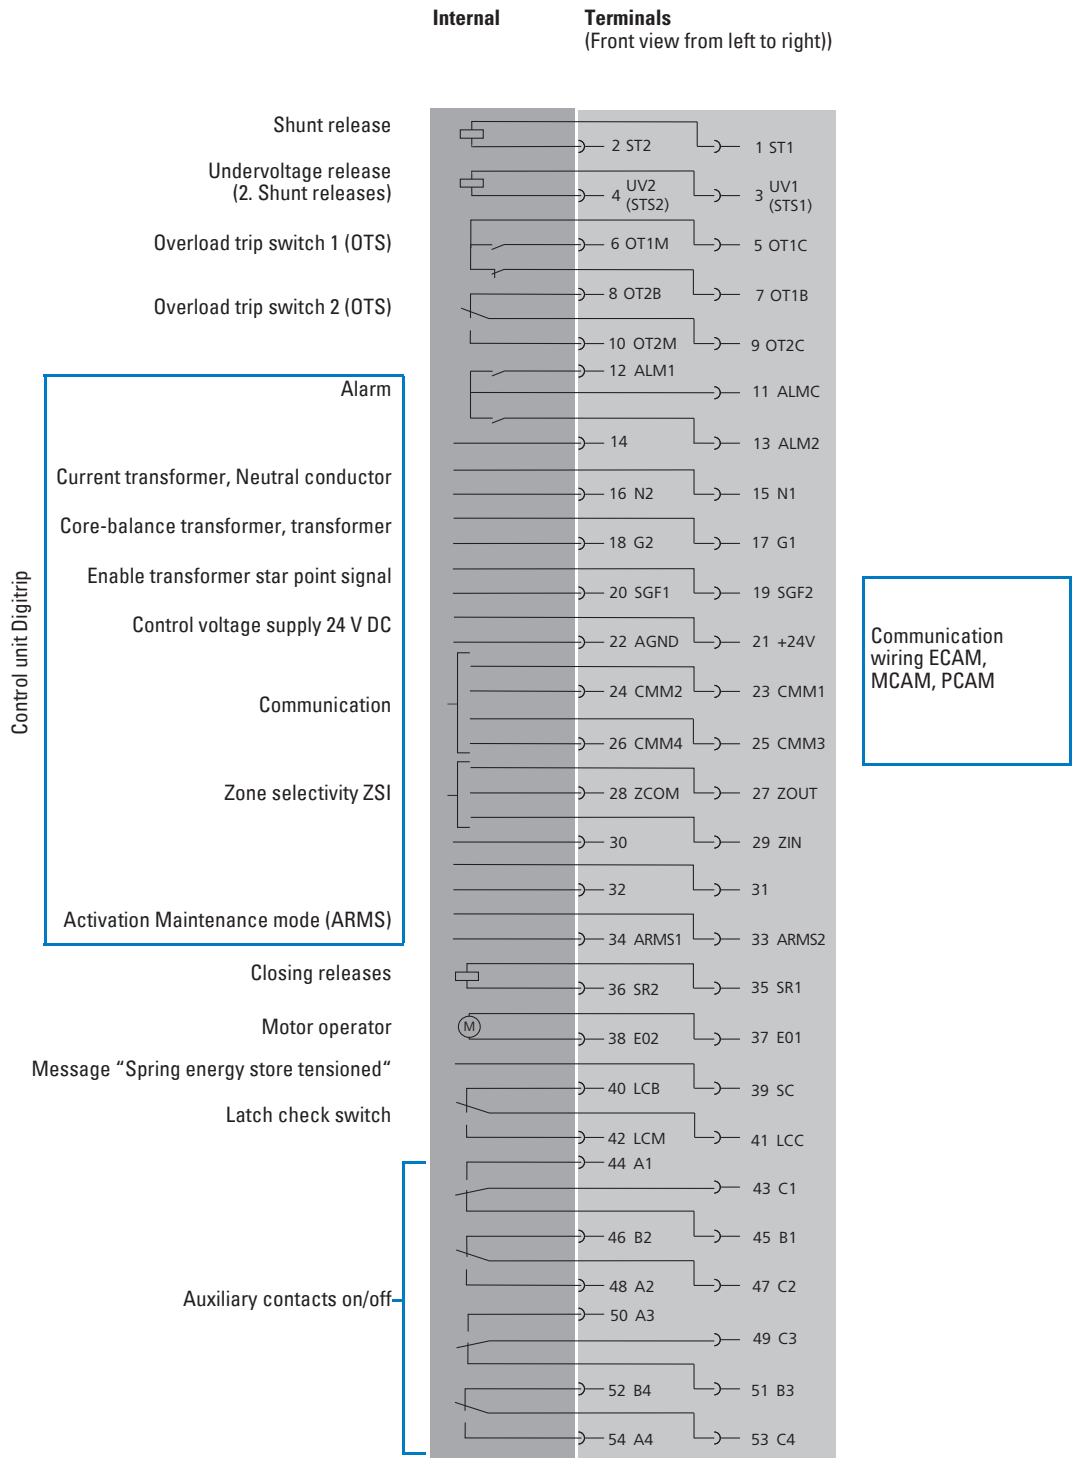 Internal
Terminals
(Front view from left to right))
Shunt release
2 ST2
1 ST1
Undervoltage release
(2. Shunt releases)
4 UV2
(STS2)
3 UV1
(STS1)
Overload trip switch 1 (OTS)
6 OT1M
5 OT1C
8 OT2B
7 OT1B
Overload trip switch 2 (OTS)
10 OT2M
9 OT2C
12 ALM1
Alarm
11 ALMC
14
13 ALM2
Current transformer, Neutral conductor
16 N2
15 N1
Core-balance transformer, transformer
18 G2
17 G1
Enable transformer star point signal
20 SGF1
19 SGF2
Control voltage supply 24 V DC
22 AGND
21 +24V
Control unit Digitrip
Communication
wiring ECAM,
MCAM, PCAM
24 CMM2
23 CMM1
Communication
26 CMM4
25 CMM3
Zone selectivity ZSI
28 ZCOM
27 ZOUT
30
29 ZIN
32
31
Activation Maintenance mode (ARMS)
34 ARMS1
33 ARMS2
Closing releases
36 SR2
35 SR1
Motor operator
M
38 E02
37 E01
Message “Spring energy store tensioned“
40 LCB
39 SC
Latch check switch
42 LCM
41 LCC
44 A1
43 C1
46 B2
45 B1
48 A2
47 C2
Auxiliary contacts on/off
50 A3
49 C3
52 B4
51 B3
54 A4
53 C4